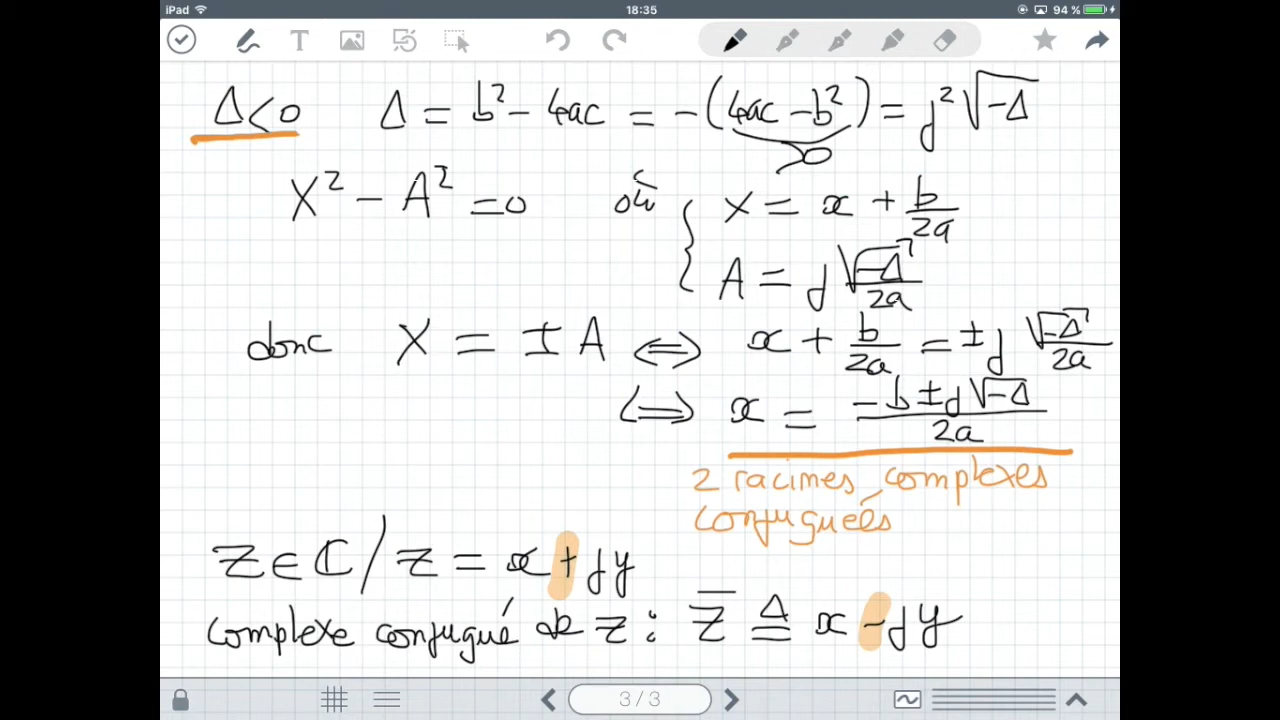 iPad 18:35 94 %
Δ<0 Δ = b² - 4ac = -(4ac - b²) = j² √-Δ
>0
X² - A² = 0 où { X = x + b/2a
A = j √-Δ/2a
donc X = ± A ⟺ x + b/2a = ± j √-Δ/2a
⟺ x = -b ± j√-Δ/2a
2 racines complexes
conjuguées
Z ∈ ℂ / z = x + jy
complexe conjugué de z : z̅ ≜ x - jy
3 / 3